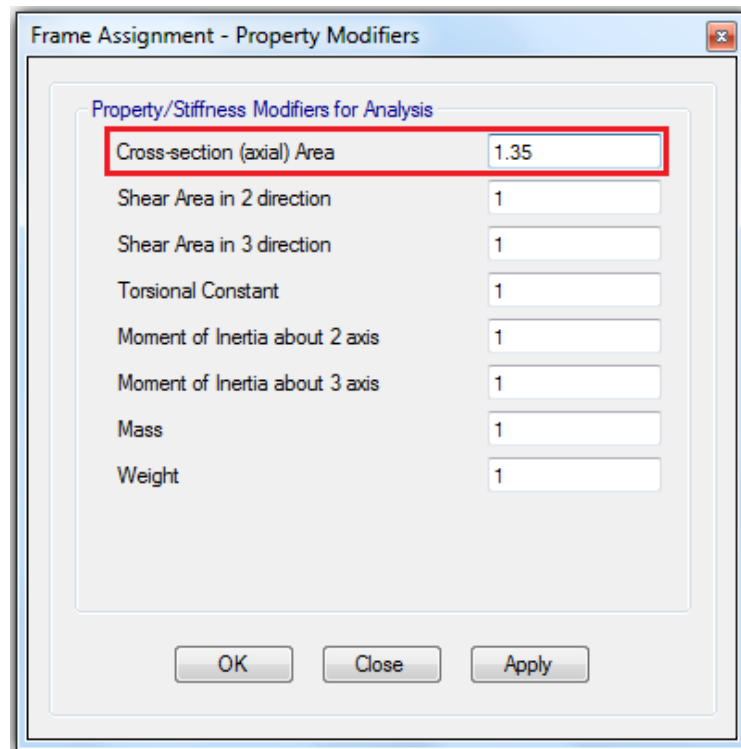 Frame Assignment - Property Modifiers
Property/Stiffness Modifiers for Analysis
Cross-section (axial) Area 1.35
Shear Area in 2 direction 1
Shear Area in 3 direction 1
Torsional Constant 1
Moment of Inertia about 2 axis 1
Moment of Inertia about 3 axis 1
Mass 1
Weight 1
OK Close Apply